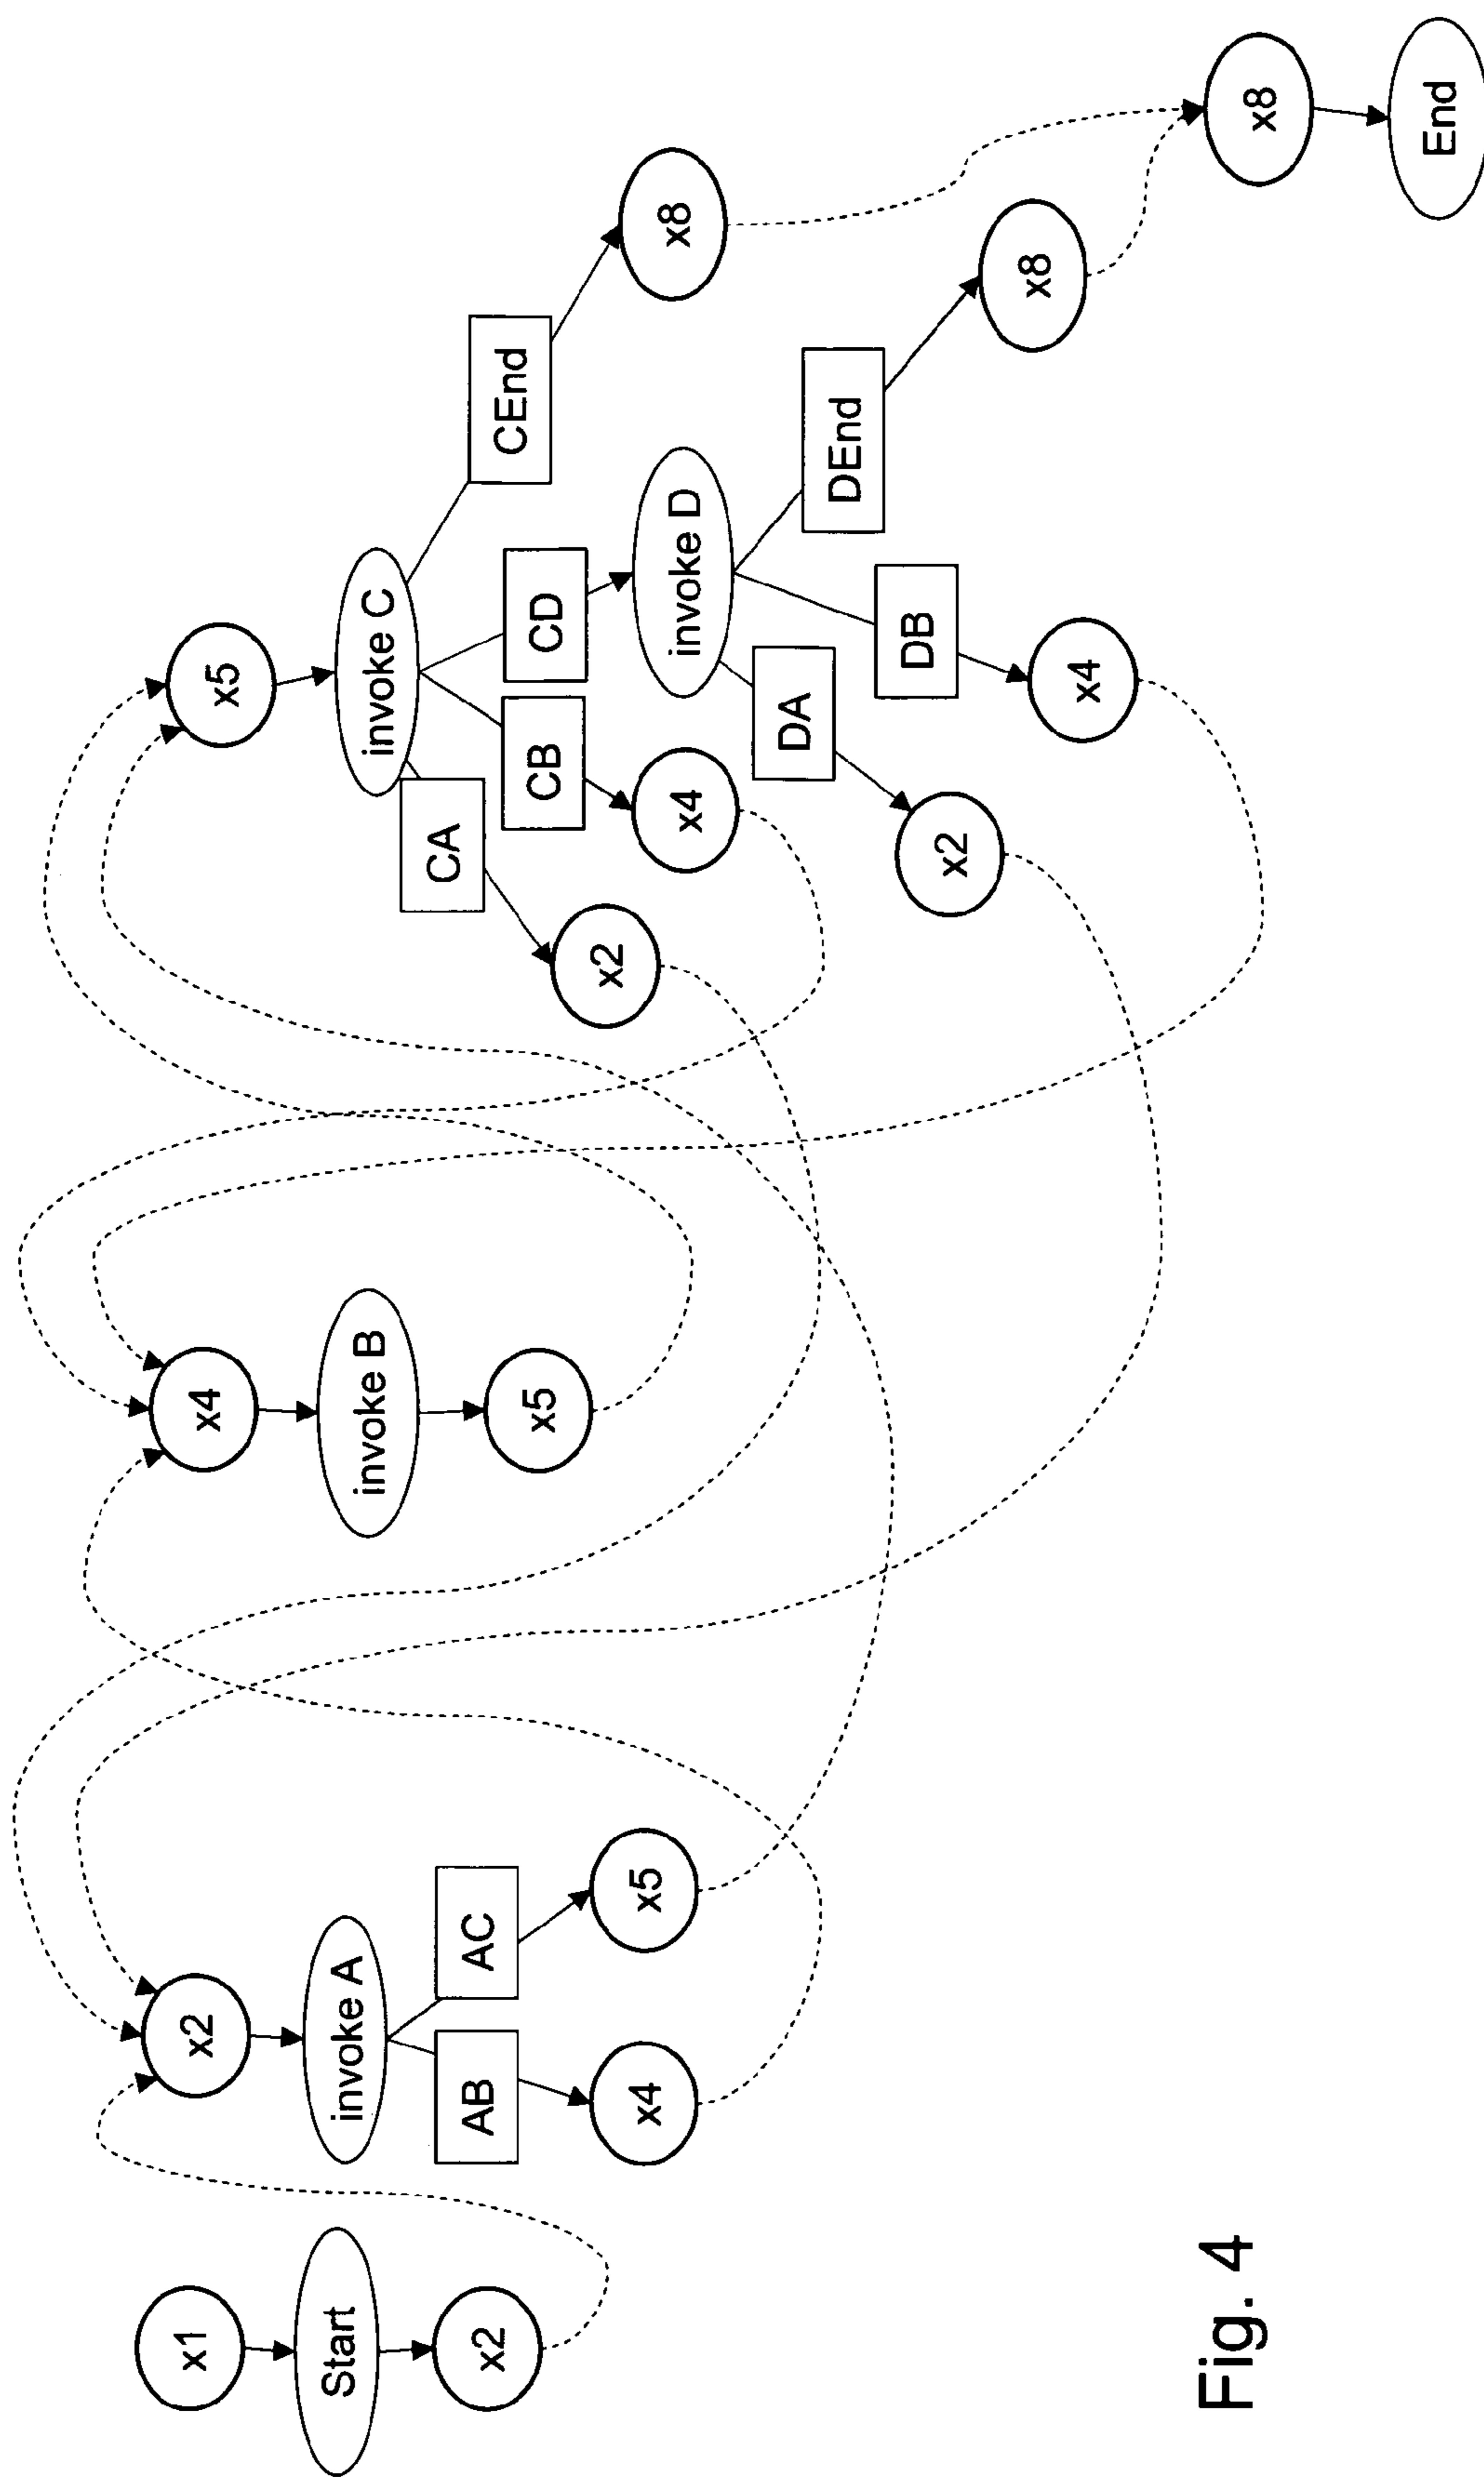 x1
Start
x2
x2
invoke A
AB
AC
x4
x5
x4
invoke B
x5
x5
invoke C
CA
CB
CD
CEnd
x2
x4
invoke D
x8
DA
DB
DEnd
x2
x4
x8
x8
End
Fig. 4